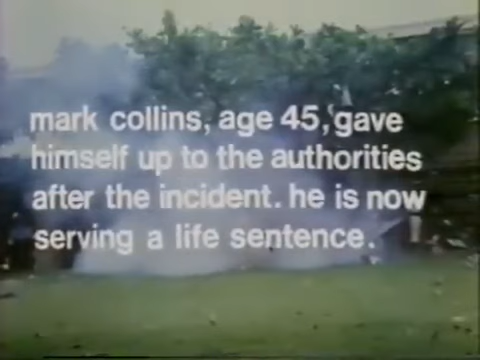 mark collins, age 45, gave
himself up to the authorities
after the incident. he is now
serving a life sentence.